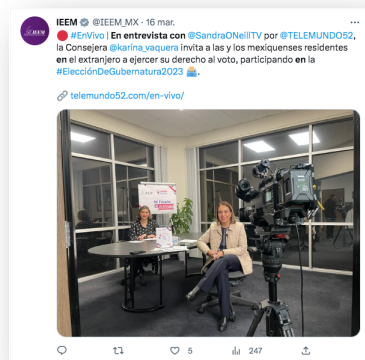 IEEM @IEEM_MX · 16 mar.
🔴 #EnVivo | En entrevista con @SandraONeillTV por @TELEMUNDO52,
la Consejera @karina_vaquera invita a las y los mexiquenses residentes
en el extranjero a ejercer su derecho al voto, participando en la
#ElecciónDeGubernatura2023 🗳️.
🔗 telemundo52.com/en-vivo/
5
247